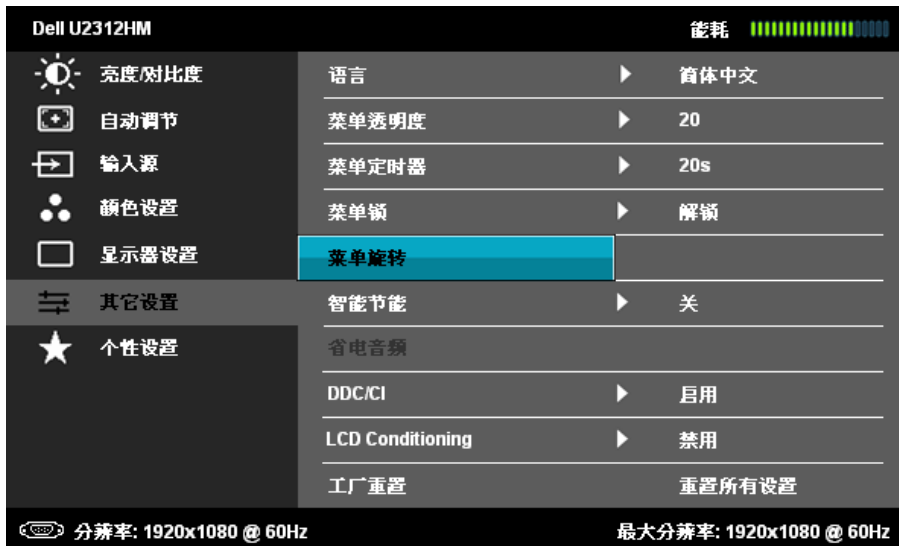 Dell U2312HM 能耗
亮度/对比度
自动调节
输入源
颜色设置
显示器设置
其它设置
个性设置
语言 简体中文
菜单透明度 20
菜单定时器 20s
菜单锁 解锁
菜单旋转
智能节能 关
省电音频
DDC/CI 启用
LCD Conditioning 禁用
工厂重置 重置所有设置
分辨率: 1920x1080 @ 60Hz 最大分辨率: 1920x1080 @ 60Hz